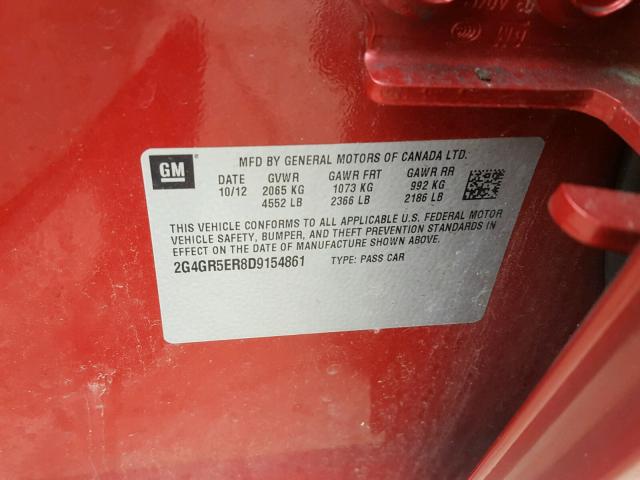 GM
MFD BY GENERAL MOTORS OF CANADA LTD.
DATE GVWR GAWR FRT GAWR RR
10/12 2065 KG 1073 KG 992 KG
4552 LB 2366 LB 2186 LB
THIS VEHICLE CONFORMS TO ALL APPLICABLE U.S. FEDERAL MOTOR
VEHICLE SAFETY, BUMPER, AND THEFT PREVENTION STANDARDS IN
EFFECT ON THE DATE OF MANUFACTURE SHOWN ABOVE.
2G4GR5ER8D9154861 TYPE: PASS CAR